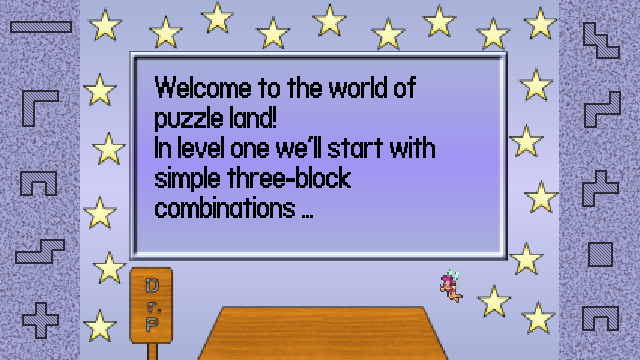 Welcome to the world of
puzzle land!
In level one we'll start with
simple three-block
combinations ...
Dr.P